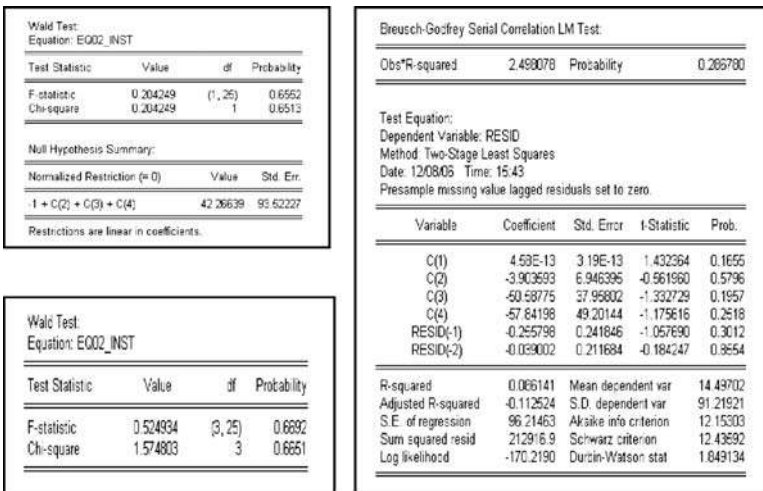 Wald Test:
Equation: EQ02_INST
Test Statistic Value df Probability
F-statistic 0.204249 (1, 25) 0.6552
Chi-square 0.204249 1 0.6513
Null Hypothesis Summary:
Normalized Restriction (= 0) Value Std. Err.
-1 + C(2) + C(3) + C(4) 42.26639 93.52227
Restrictions are linear in coefficients.
Wald Test:
Equation: EQ02_INST
Test Statistic Value df Probability
F-statistic 0.524934 (3, 25) 0.6692
Chi-square 1.574803 3 0.6651
Breusch-Godfrey Serial Correlation LM Test:
Obs*R-squared 2.498078 Probability 0.286780
Test Equation:
Dependent Variable: RESID
Method: Two-Stage Least Squares
Date: 12/08/06 Time: 15:43
Presample missing value lagged residuals set to zero.
Variable Coefficient Std. Error t-Statistic Prob.
C(1) 4.58E-13 3.19E-13 1.432364 0.1655
C(2) -3.903593 6.946395 -0.561960 0.5796
C(3) -50.58775 37.95802 -1.332729 0.1957
C(4) -57.84198 49.20144 -1.175616 0.2518
RESID(-1) -0.255798 0.241846 -1.057690 0.3012
RESID(-2) -0.039002 0.211684 -0.184247 0.8554
R-squared 0.086141 Mean dependent var 14.49702
Adjusted R-squared -0.112524 S.D. dependent var 91.21921
S.E. of regression 96.21463 Akaike info criterion 12.15303
Sum squared resid 212916.9 Schwarz criterion 12.43592
Log likelihood -170.2190 Durbin-Watson stat 1.849134